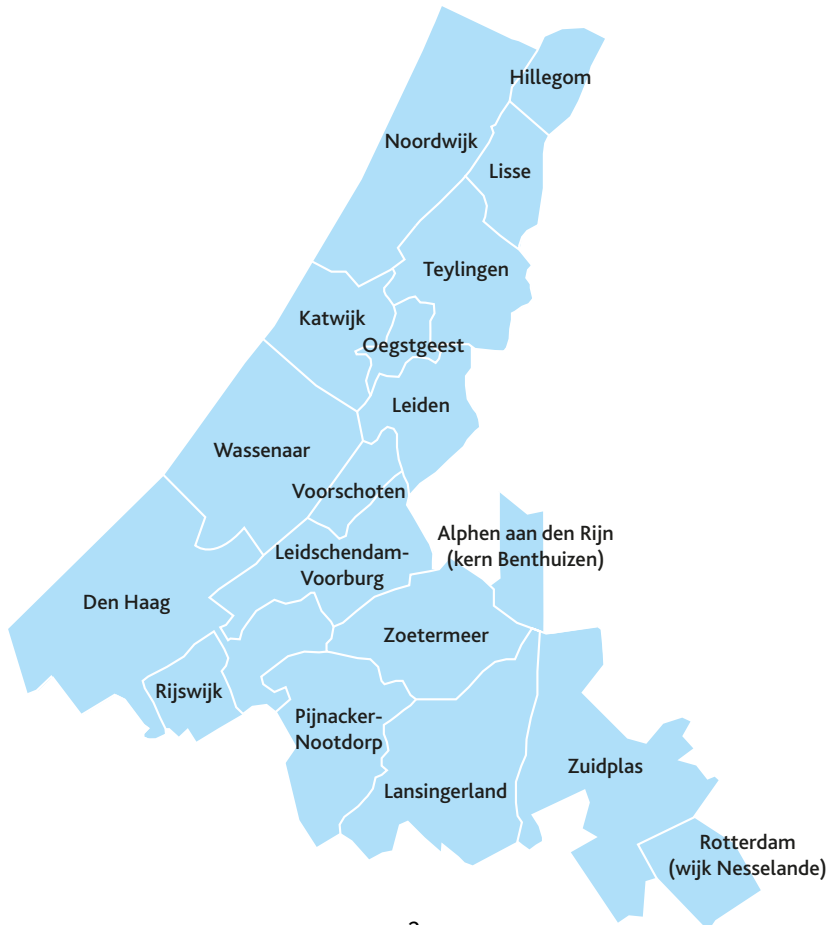 Hillegom
Noordwijk
Lisse
Teylingen
Katwijk
Oegstgeest
Leiden
Wassenaar
Voorschoten
Alphen aan den Rijn
(kern Benthuizen)
Leidschendam-
Voorburg
Den Haag
Zoetermeer
Rijswijk
Pijnacker-
Nootdorp
Zuidplas
Lansingerland
Rotterdam
(wijk Nesselande)